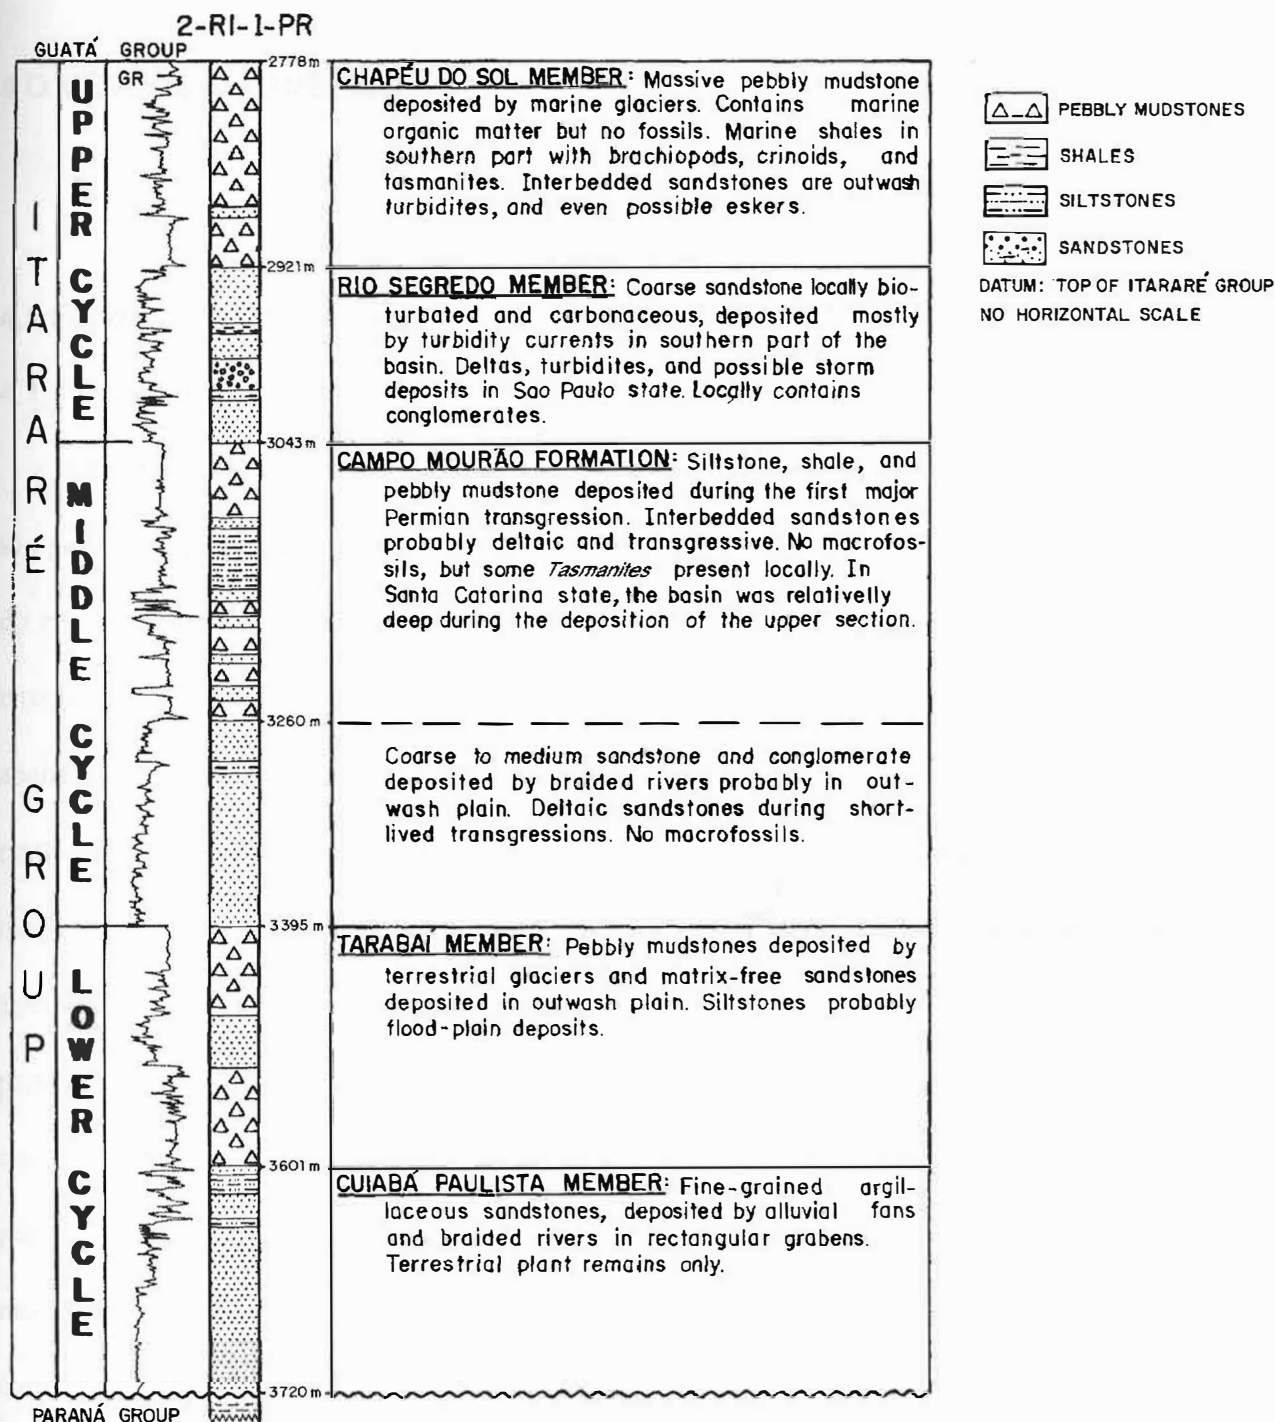 2-RI-1-PR
GUATÁ GROUP
GR
ITARARÉ GROUP
UPPER CYCLE
MIDDLE CYCLE
LOWER CYCLE
2778m
CHAPÉU DO SOL MEMBER: Massive pebbly mudstone
deposited by marine glaciers. Contains marine
organic matter but no fossils. Marine shales in
southern part with brachiopods, crinoids, and
tasmanites. Interbedded sandstones are outwash
turbidites, and even possible eskers.
2921m
RIO SEGREDO MEMBER: Coarse sandstone locally bio-
turbated and carbonaceous, deposited mostly
by turbidity currents in southern part of the
basin. Deltas, turbidites, and possible storm
deposits in Sao Paulo state. Locally contains
conglomerates.
3043m
CAMPO MOURÃO FORMATION: Siltstone, shale, and
pebbly mudstone deposited during the first major
Permian transgression. Interbedded sandstones
probably deltaic and transgressive. No macrofos-
sils, but some Tasmanites present locally. In
Santa Catarina state, the basin was relativelly
deep during the deposition of the upper section.
3260 m
Coarse to medium sandstone and conglomerate
deposited by braided rivers probably in out-
wash plain. Deltaic sandstones during short-
lived transgressions. No macrofossils.
3395 m
TARABAÍ MEMBER: Pebbly mudstones deposited by
terrestrial glaciers and matrix-free sandstones
deposited in outwash plain. Siltstones probably
flood-plain deposits.
3601 m
CUIABÁ PAULISTA MEMBER: Fine-grained argil-
laceous sandstones, deposited by alluvial fans
and braided rivers in rectangular grabens.
Terrestrial plant remains only.
3720 m
PARANÁ GROUP
PEBBLY MUDSTONES
SHALES
SILTSTONES
SANDSTONES
DATUM: TOP OF ITARARÉ GROUP
NO HORIZONTAL SCALE